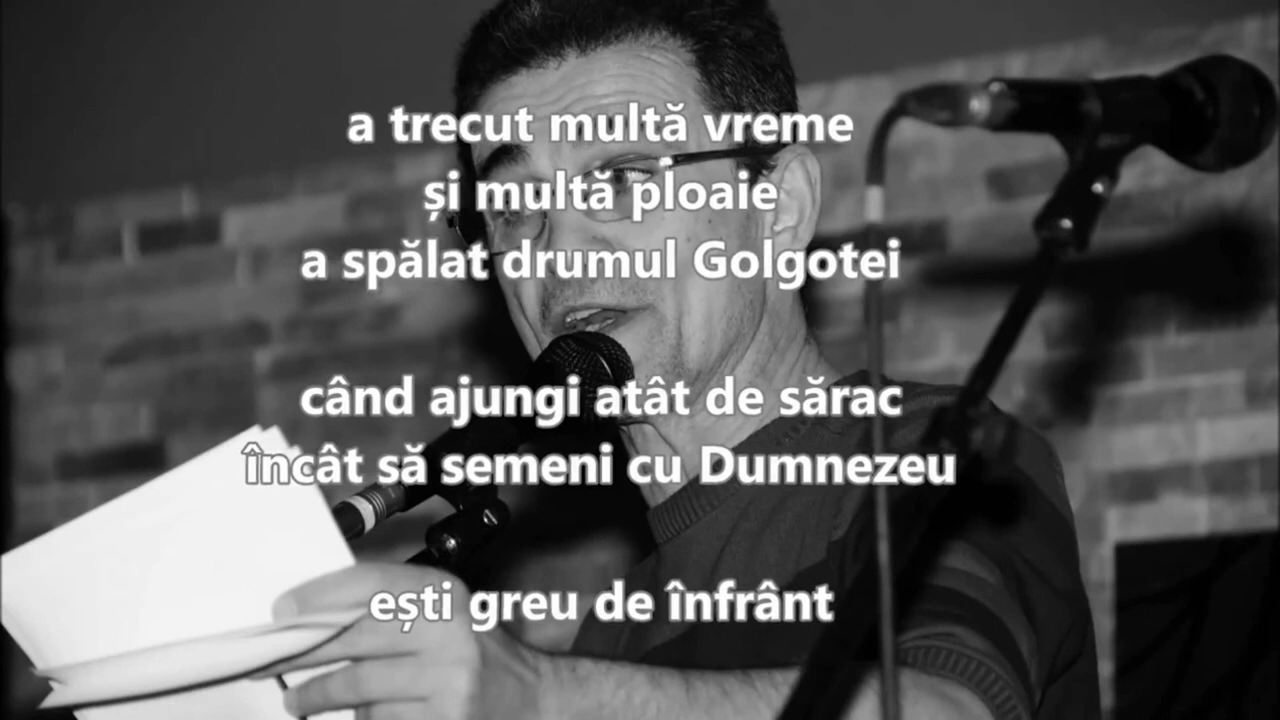 a trecut multă vreme
și multă ploaie
a spălat drumul Golgotei
când ajungi atât de sărac
încât să semeni cu Dumnezeu
ești greu de înfrânt